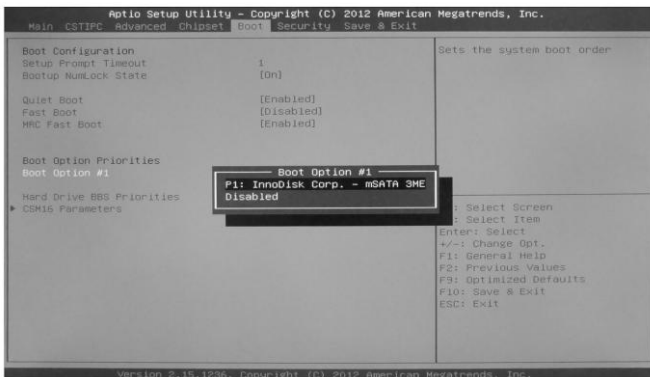 Aptio Setup Utility - Copyright (C) 2012 American Megatrends, Inc.
Main CSTIPC Advanced Chipset Boot Security Save & Exit
Boot Configuration
Setup Prompt Timeout 1
Bootup NumLock State [On]
Quiet Boot [Enabled]
Fast Boot [Disabled]
MRC Fast Boot [Enabled]
Boot Option Priorities
Boot Option #1
Hard Drive BBS Priorities
CSM16 Parameters
Boot Option #1
P1: InnoDisk Corp. - mSATA 3ME
Disabled
Sets the system boot order
: Select Screen
: Select Item
Enter: Select
+/-: Change Opt.
F1: General Help
F2: Previous Values
F9: Optimized Defaults
F10: Save & Exit
ESC: Exit
Version 2.15.1236. Copyright (C) 2012 American Megatrends, Inc.